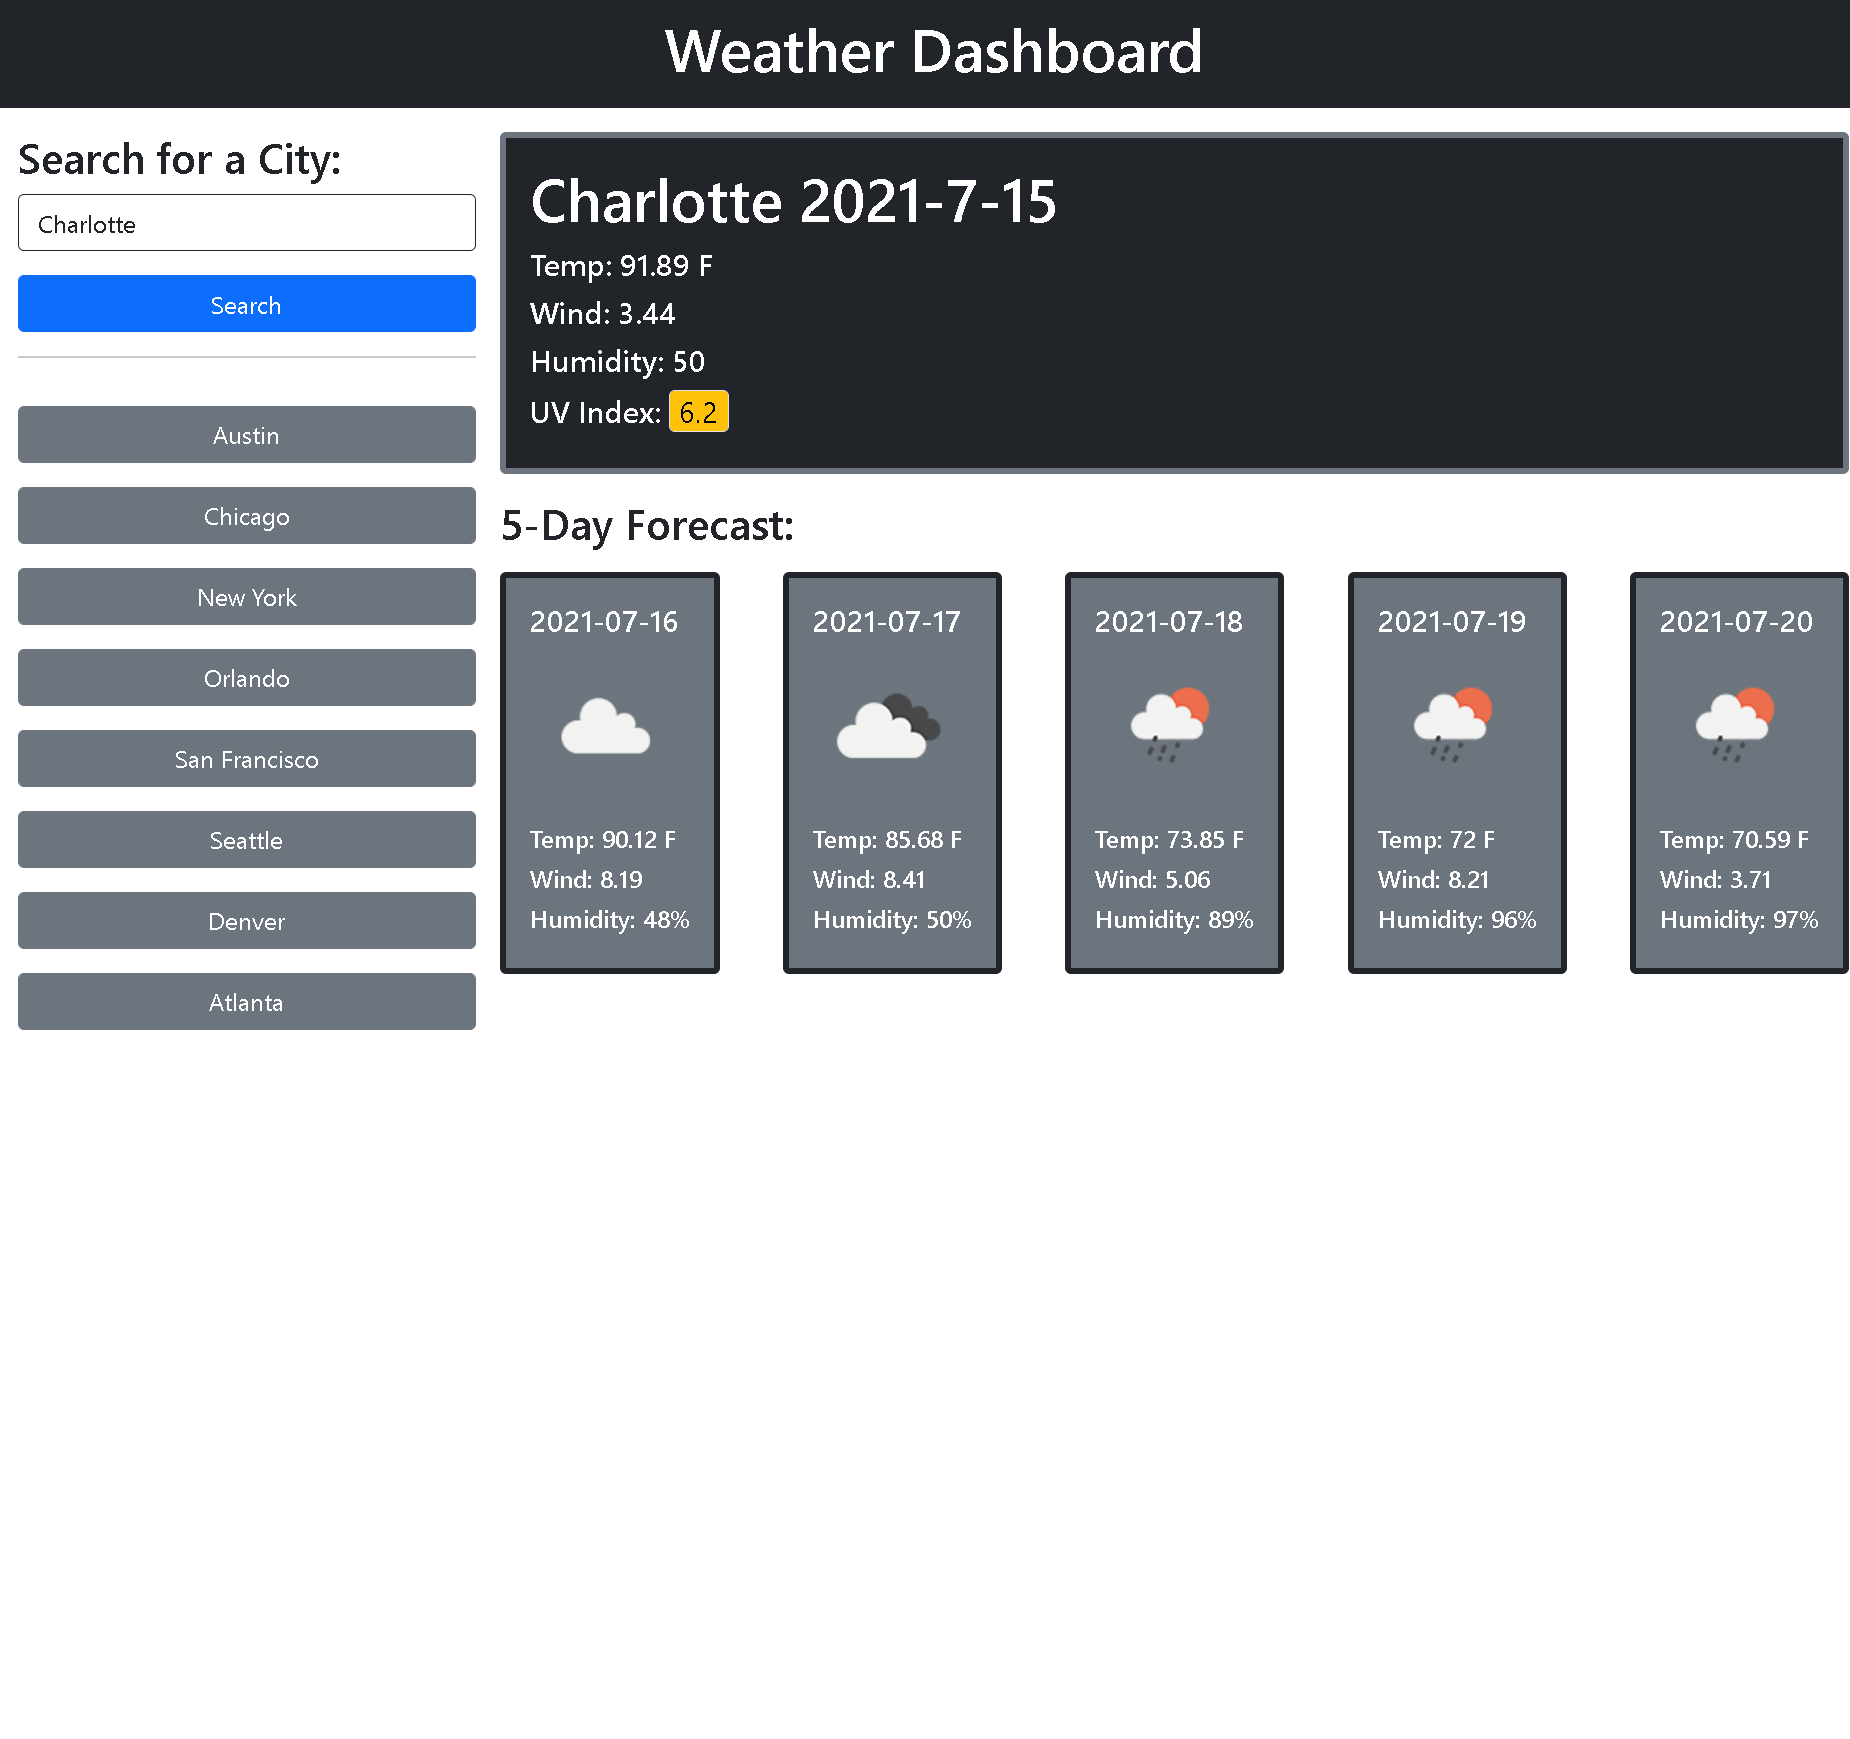 Weather Dashboard
Search for a City:
Charlotte
Search
Austin
Chicago
New York
Orlando
San Francisco
Seattle
Denver
Atlanta
Charlotte 2021-7-15
Temp: 91.89 F
Wind: 3.44
Humidity: 50
UV Index: 6.2
5-Day Forecast:
2021-07-16
Temp: 90.12 F
Wind: 8.19
Humidity: 48%
2021-07-17
Temp: 85.68 F
Wind: 8.41
Humidity: 50%
2021-07-18
Temp: 73.85 F
Wind: 5.06
Humidity: 89%
2021-07-19
Temp: 72 F
Wind: 8.21
Humidity: 96%
2021-07-20
Temp: 70.59 F
Wind: 3.71
Humidity: 97%